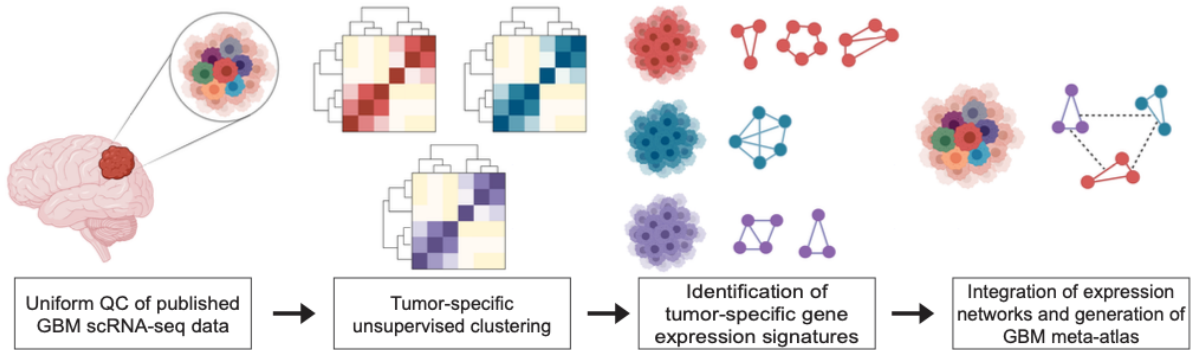 Uniform QC of published
GBM scRNA-seq data
Tumor-specific
unsupervised clustering
Identification of
tumor-specific gene
expression signatures
Integration of expression
networks and generation of
GBM meta-atlas